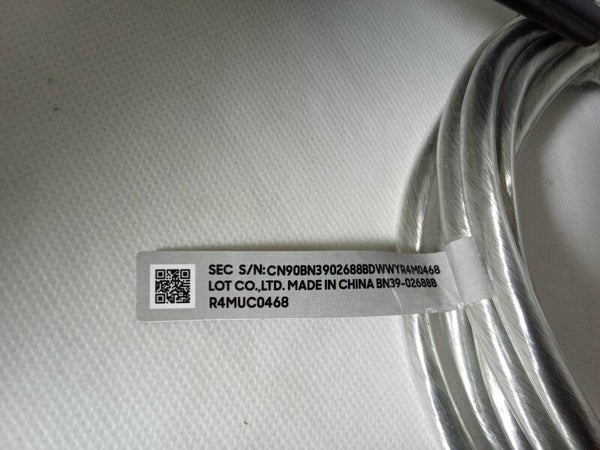 SEC S/N:CN90BN3902688BDWWYR4M0468
LOT CO.,LTD. MADE IN CHINA BN39-02688B
R4MUC0468